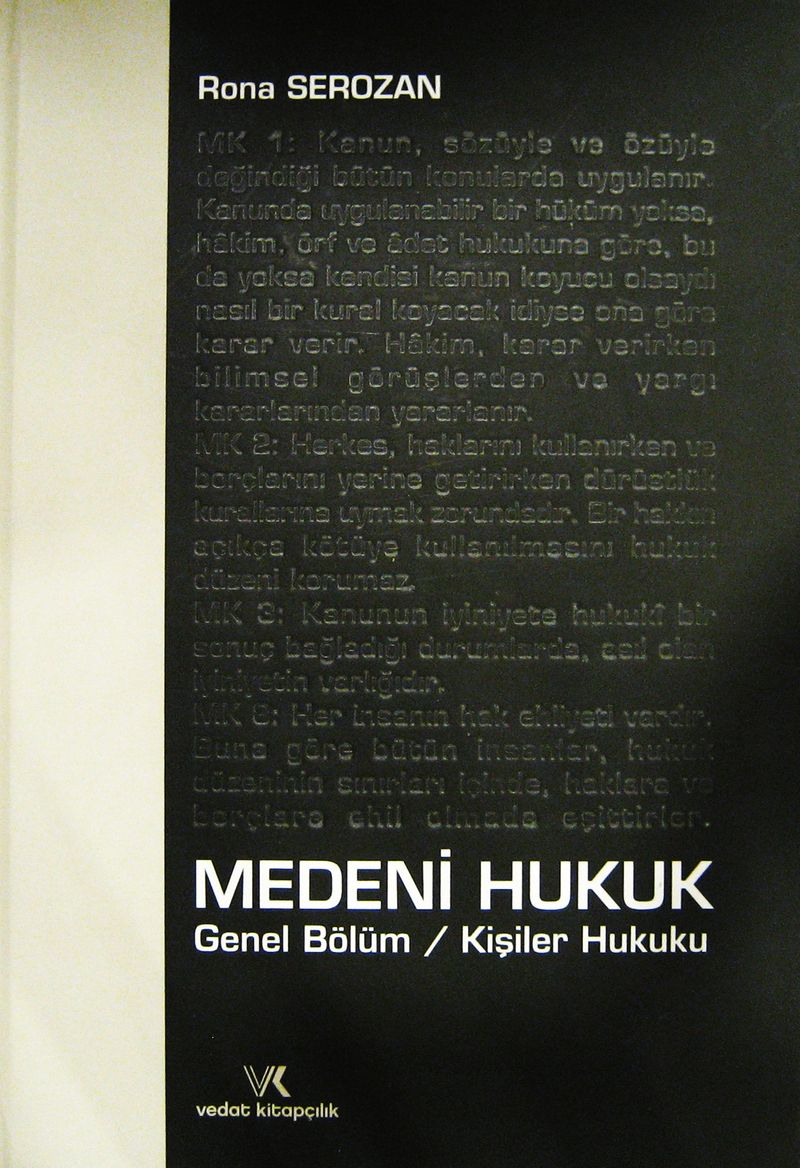 Rona SEROZAN
MK 1: Kanun, sözüyle ve özüyle
değindiği bütün konularda uygulanır.
Kanunda uygulanabilir bir hüküm yoksa,
hâkim, örf ve âdet hukukuna göre, bu
da yoksa kendisi kanun koyucu olsaydı
nasıl bir kural koyacak idiyse ona göre
karar verir. Hâkim, karar verirken
bilimsel görüşlerden ve yargı
kararlarından yararlanır.
MK 2: Herkes, haklarını kullanırken ve
borçlarını yerine getirirken dürüstlük
kurallarına uymak zorundadır. Bir hakkın
açıkça kötüye kullanılmasını hukuk
düzeni korumaz.
MK 3: Kanunun iyiniyete hukukî bir
sonuç bağladığı durumlarda, asıl olan
iyiniyetin varlığıdır.
MK 8: Her insanın hak ehliyeti vardır.
Buna göre bütün insanlar, hukuk
düzeninin sınırları içinde, haklara ve
borçlara ehil olmada eşittirler.
MEDENİ HUKUK
Genel Bölüm / Kişiler Hukuku
VK
vedat kitapçılık